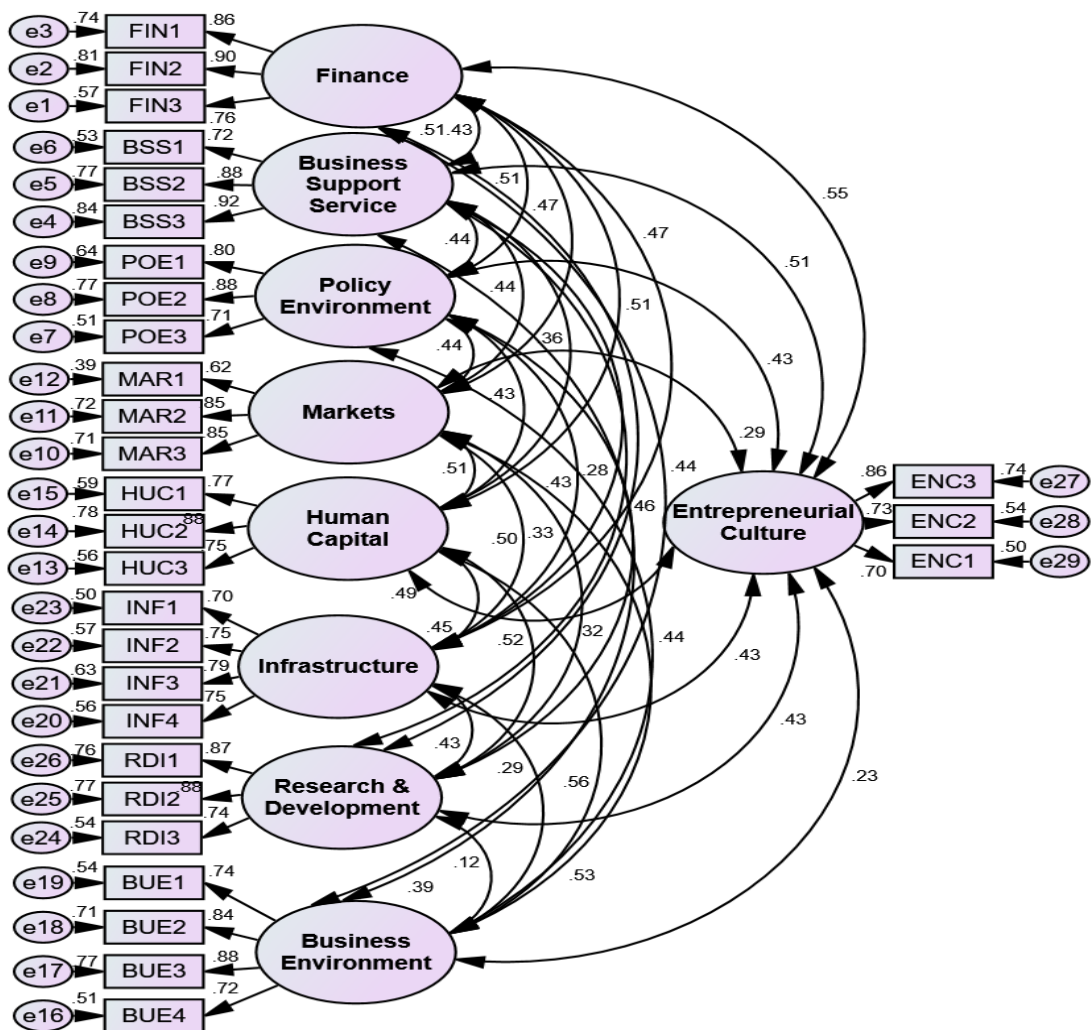 e3 .74 FIN1 .86
e2 .81 FIN2 .90
e1 .57 FIN3 .76
Finance
e6 .53 BSS1 .72
e5 .77 BSS2 .88
e4 .84 BSS3 .92
Business
Support
Service
e9 .64 POE1 .80
e8 .77 POE2 .88
e7 .51 POE3 .71
Policy
Environment
e12 .39 MAR1 .62
e11 .72 MAR2 .85
e10 .71 MAR3 .85
Markets
e15 .59 HUC1 .77
e14 .78 HUC2 .88
e13 .56 HUC3 .75
Human
Capital
e23 .50 INF1 .70
e22 .57 INF2 .75
e21 .63 INF3 .79
e20 .56 INF4 .75
Infrastructure
e26 .76 RDI1 .87
e25 .77 RDI2 .88
e24 .54 RDI3 .74
Research &
Development
e19 .54 BUE1 .74
e18 .71 BUE2 .84
e17 .77 BUE3 .88
e16 .51 BUE4 .72
Business
Environment
.51 .43
.51
.47
.55
.44
.47
.51
.44
.51
.44
.36
.43
.43
.29
.51
.43
.28
.44
.46
.50
.33
.49
.45
.52
.32
.44
.43
.43
.43
.29
.56
.23
.12
.39
.53
Entrepreneurial
Culture
.86 ENC3 .74 e27
.73 ENC2 .54 e28
.70 ENC1 .50 e29